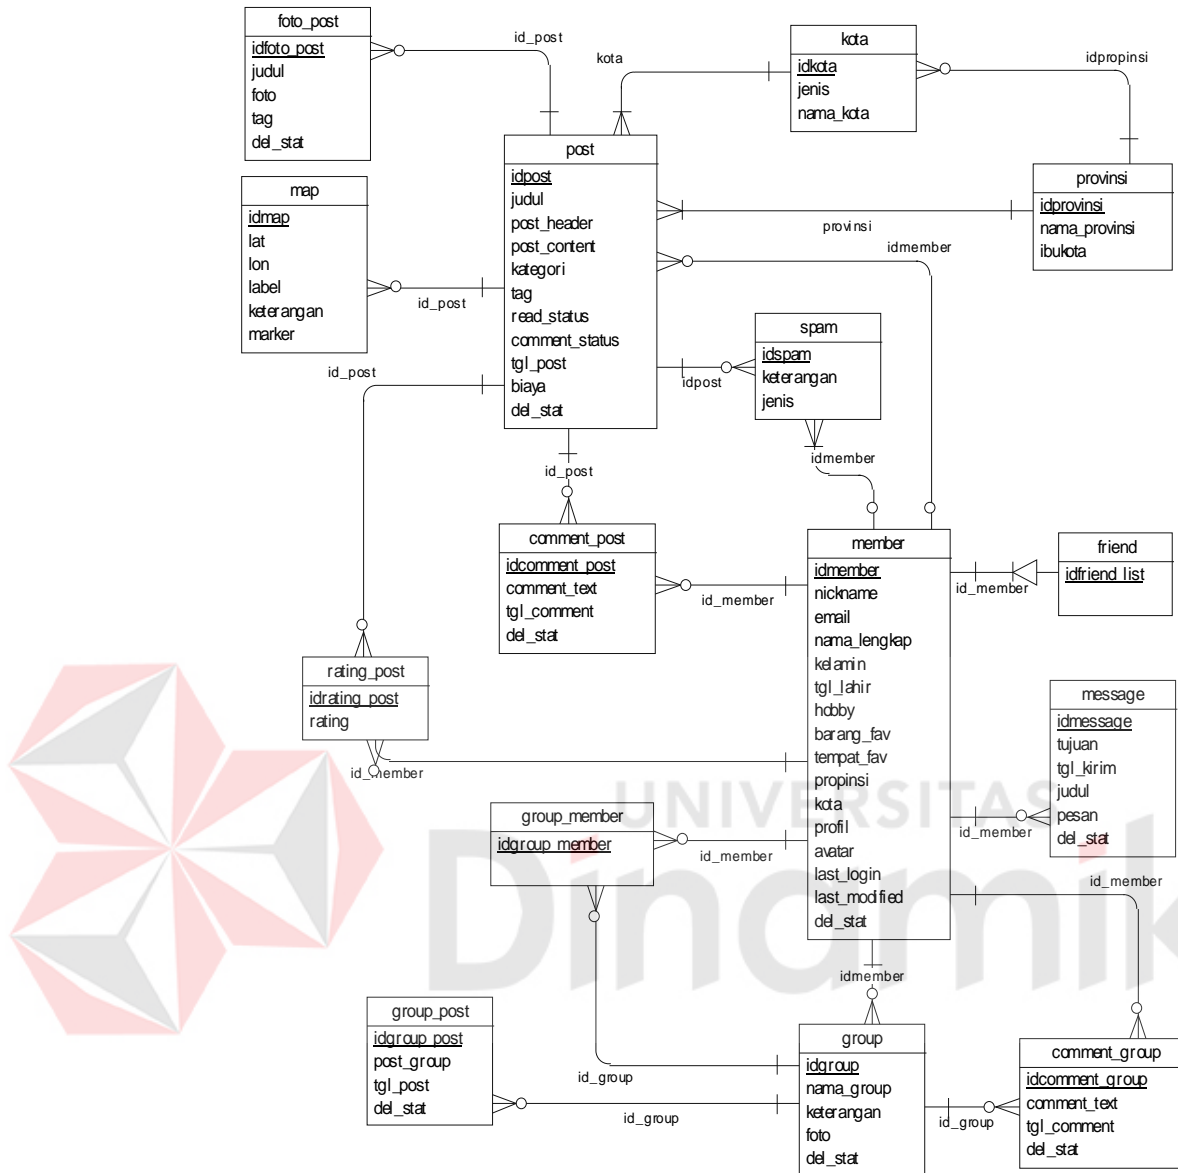 foto_post
idfoto_post
judul
foto
tag
del_stat
id_post
kota
kota
idkota
jenis
nama_kota
idpropinsi
provinsi
idprovinsi
nama_provinsi
ibukota
post
idpost
judul
post_header
post_content
kategori
tag
read_status
comment_status
tgl_post
biaya
del_stat
provinsi
idmember
map
idmap
lat
lon
label
keterangan
marker
id_post
id_post
spam
idspam
keterangan
jenis
idpost
idmember
id_post
comment_post
idcomment_post
comment_text
tgl_comment
del_stat
id_member
member
idmember
nickname
email
nama_lengkap
kelamin
tgl_lahir
hobby
barang_fav
tempat_fav
propinsi
kota
profil
avatar
last_login
last_modified
del_stat
friend
idfriend_list
id_member
rating_post
idrating_post
rating
id_member
message
idmessage
tujuan
tgl_kirim
judul
pesan
del_stat
id_member
UNIVERSITAS
Dinamik
group_member
idgroup_member
id_member
id_member
idmember
group_post
idgroup_post
post_group
tgl_post
del_stat
id_group
id_group
group
idgroup
nama_group
keterangan
foto
del_stat
id_group
comment_group
idcomment_group
comment_text
tgl_comment
del_stat